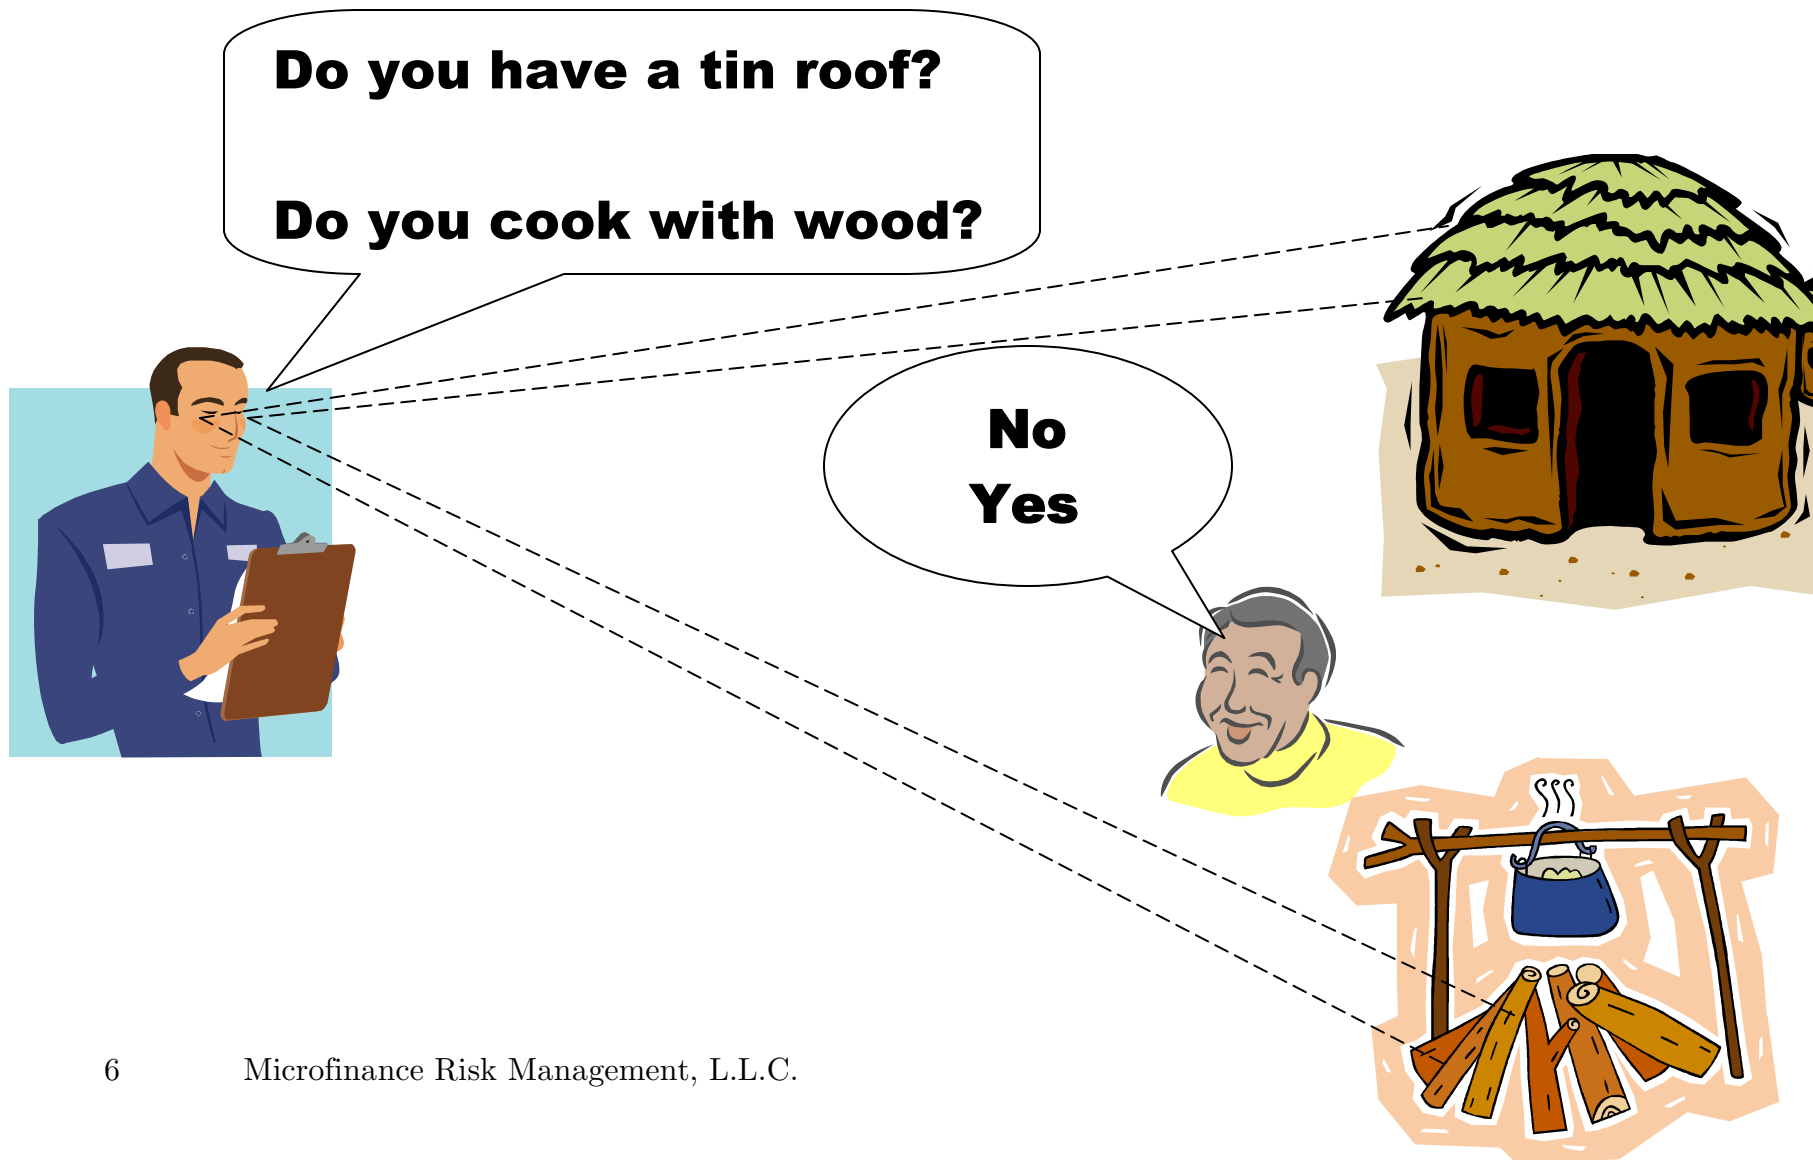 Do you have a tin roof?
Do you cook with wood?
No
Yes
6 Microfinance Risk Management, L.L.C.